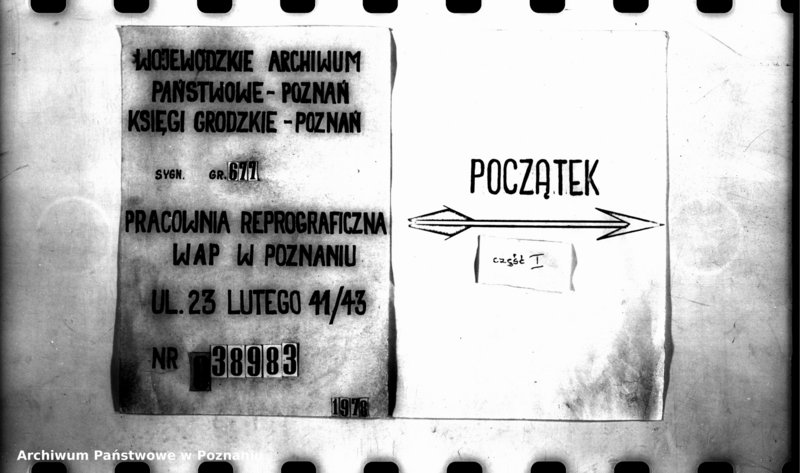 WOJEWÓDZKIE ARCHIWUM
PAŃSTWOWE - POZNAŃ
KSIĘGI GRODZKIE - POZNAŃ
SYGN. GR. 677
PRACOWNIA REPROGRAFICZNA
WAP W POZNANIU
UL. 23 LUTEGO 41/43
NR 38983
1978
POCZĄTEK
część I
Archiwum Państwowe w Poznaniu